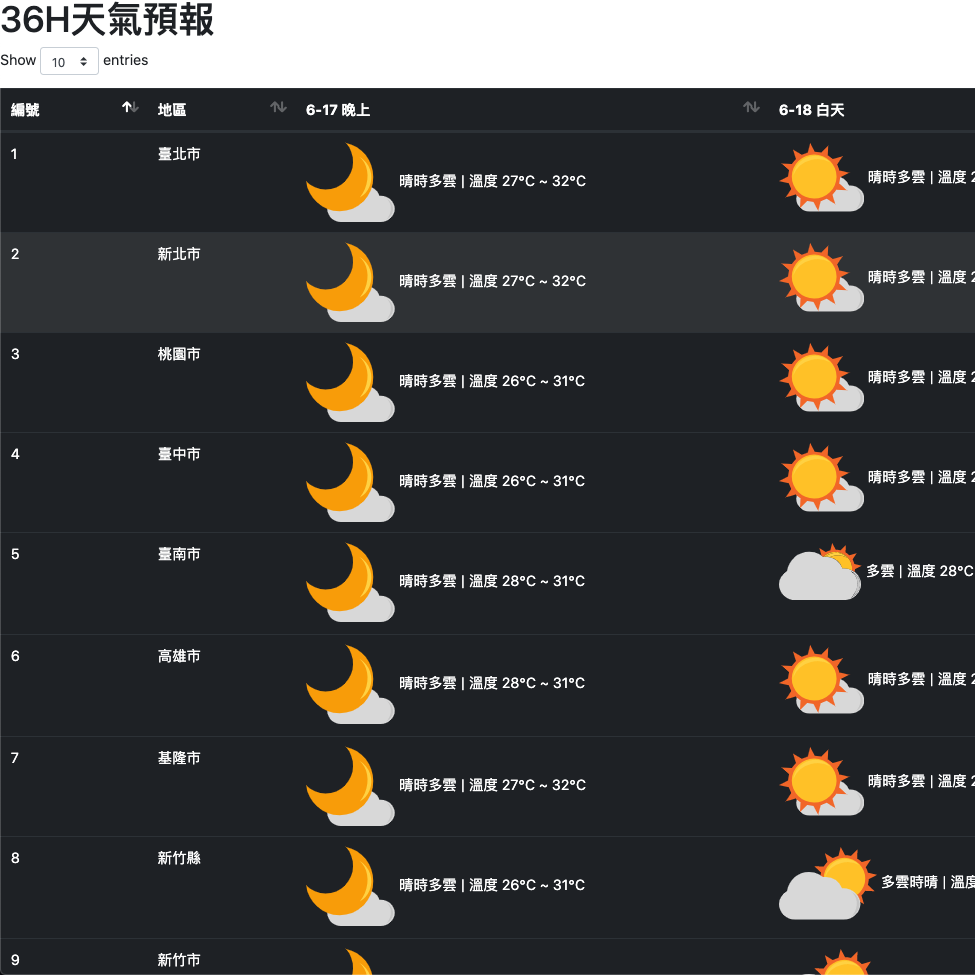 36H天氣預報
Show 10 entries
編號 地區 6-17 晚上 6-18 白天
1 臺北市 晴時多雲 | 溫度 27°C ~ 32°C 晴時多雲 | 溫度 2
2 新北市 晴時多雲 | 溫度 27°C ~ 32°C 晴時多雲 | 溫度 2
3 桃園市 晴時多雲 | 溫度 26°C ~ 31°C 晴時多雲 | 溫度 2
4 臺中市 晴時多雲 | 溫度 26°C ~ 31°C 晴時多雲 | 溫度 2
5 臺南市 晴時多雲 | 溫度 28°C ~ 31°C 多雲 | 溫度 28°C
6 高雄市 晴時多雲 | 溫度 28°C ~ 31°C 晴時多雲 | 溫度 2
7 基隆市 晴時多雲 | 溫度 27°C ~ 32°C 晴時多雲 | 溫度 2
8 新竹縣 晴時多雲 | 溫度 26°C ~ 31°C 多雲時晴 | 溫度
9 新竹市